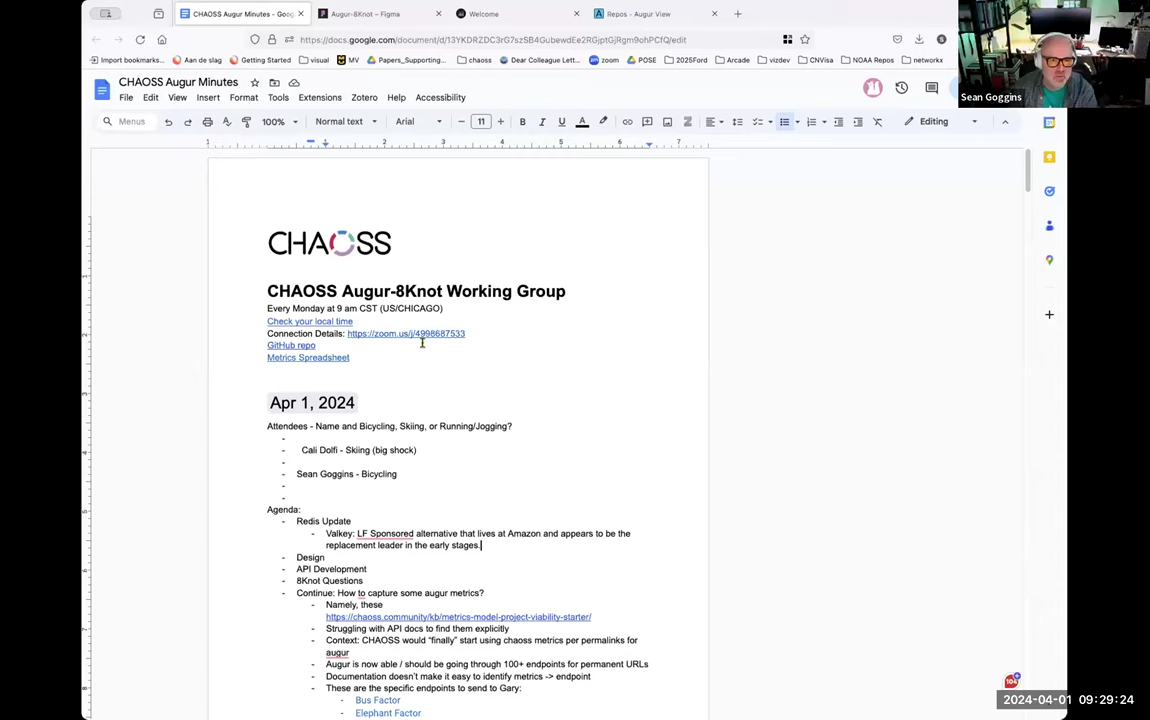 CHAOSS Augur Minutes - Goog
Augur-8Knot – Figma
Welcome
Repos - Augur View
https://docs.google.com/document/d/13YKDRZDC3rG7szSB4GubewdEe2RGjptGjRgm9ohPCfQ/edit
Import bookmarks...
Aan de slag
Getting Started
visual
MV
Papers_Supporting...
chaoss
Dear Colleague Lett...
zoom
POSE
2025Ford
Arcade
vizdev
CNVisa
NOAA Repos
networkx
Sean Goggins
CHAOSS Augur Minutes
File Edit View Insert Format Tools Extensions Zotero Help Accessibility
Menus 100% Normal text Arial 11 Editing
1 1 2 3 4 5 6 7
CHAOSS
CHAOSS Augur-8Knot Working Group
Every Monday at 9 am CST (US/CHICAGO)
Check your local time
Connection Details: https://zoom.us/j/4998687533
GitHub repo
Metrics Spreadsheet
Apr 1, 2024
Attendees - Name and Bicycling, Skiing, or Running/Jogging?
-
- Cali Dolfi - Skiing (big shock)
-
- Sean Goggins - Bicycling
-
-
Agenda:
- Redis Update
- Valkey: LF Sponsored alternative that lives at Amazon and appears to be the
replacement leader in the early stages.
- Design
- API Development
- 8Knot Questions
- Continue: How to capture some augur metrics?
- Namely, these
https://chaoss.community/kb/metrics-model-project-viability-starter/
- Struggling with API docs to find them explicitly
- Context: CHAOSS would “finally” start using chaoss metrics per permalinks for
augur
- Augur is now able / should be going through 100+ endpoints for permanent URLs
- Documentation doesn't make it easy to identify metrics -> endpoint
- These are the specific endpoints to send to Gary:
- Bus Factor
- Elephant Factor
104
2024-04-01 09:29:24